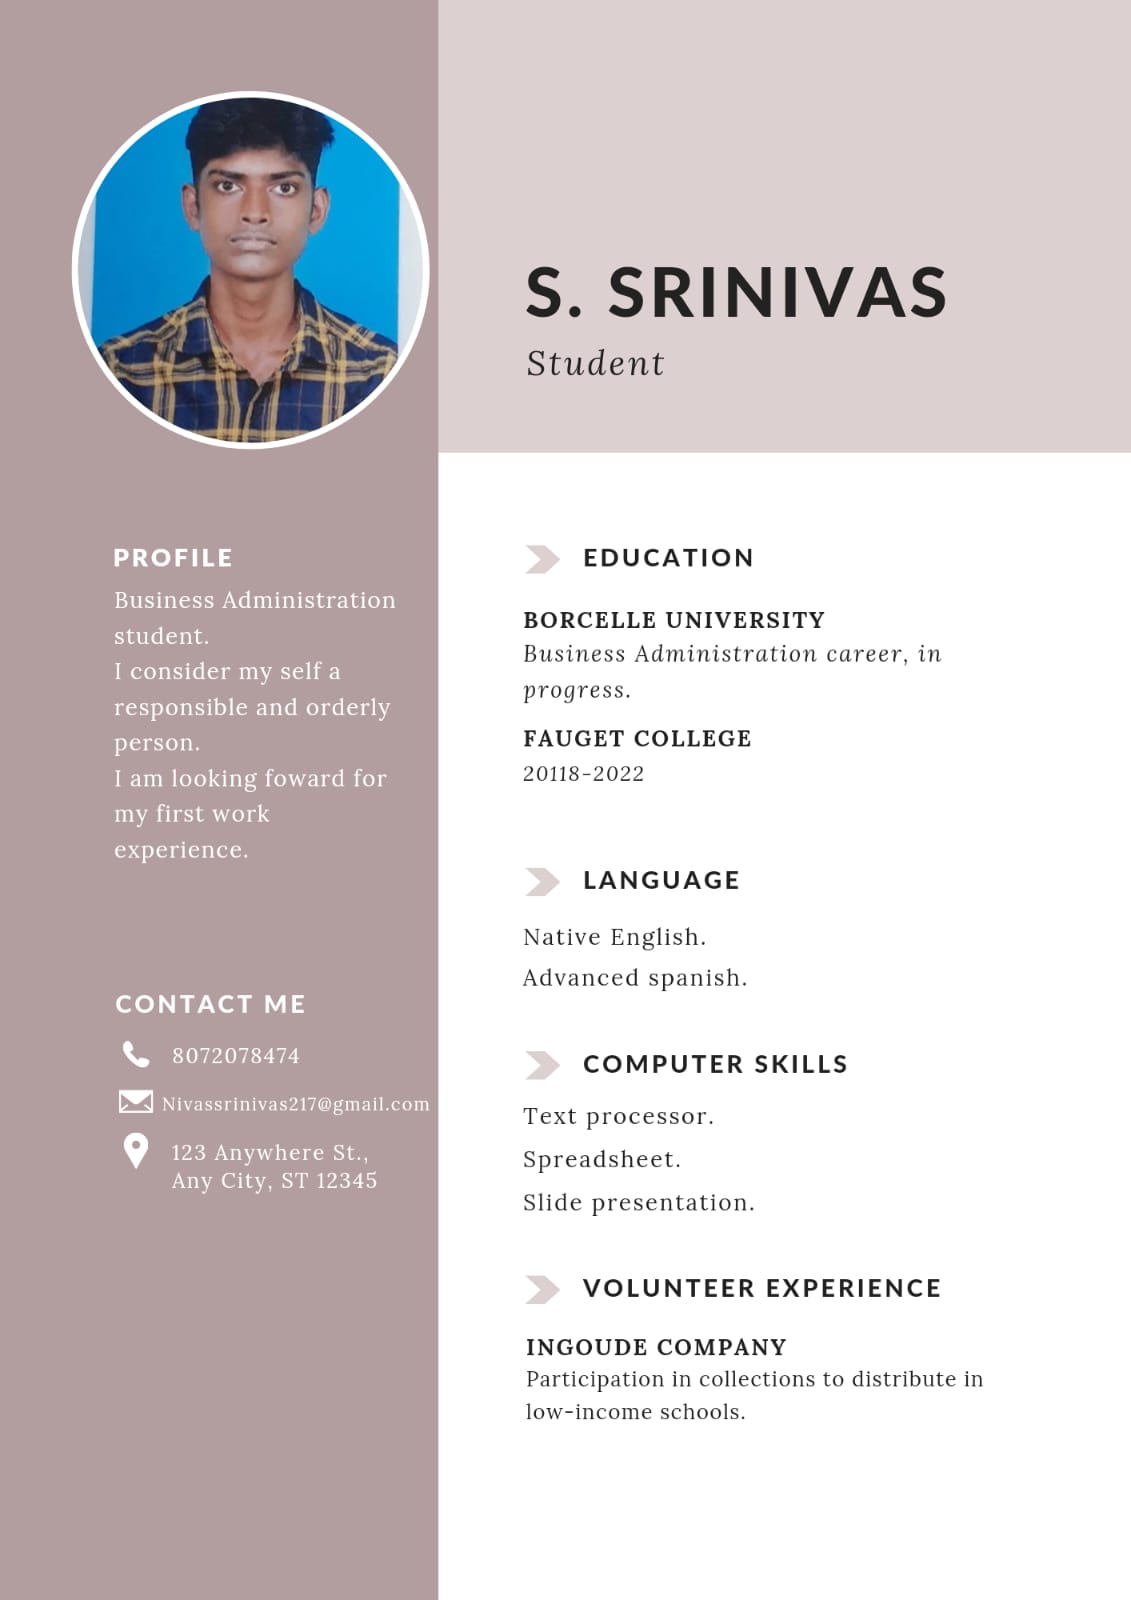 S. SRINIVAS
Student
PROFILE
Business Administration
student.
I consider my self a
responsible and orderly
person.
I am looking foward for
my first work
experience.
CONTACT ME
8072078474
Nivassrinivas217@gmail.com
123 Anywhere St.,
Any City, ST 12345
EDUCATION
BORCELLE UNIVERSITY
Business Administration career, in
progress.
FAUGET COLLEGE
20118-2022
LANGUAGE
Native English.
Advanced spanish.
COMPUTER SKILLS
Text processor.
Spreadsheet.
Slide presentation.
VOLUNTEER EXPERIENCE
INGOUDE COMPANY
Participation in collections to distribute in
low-income schools.